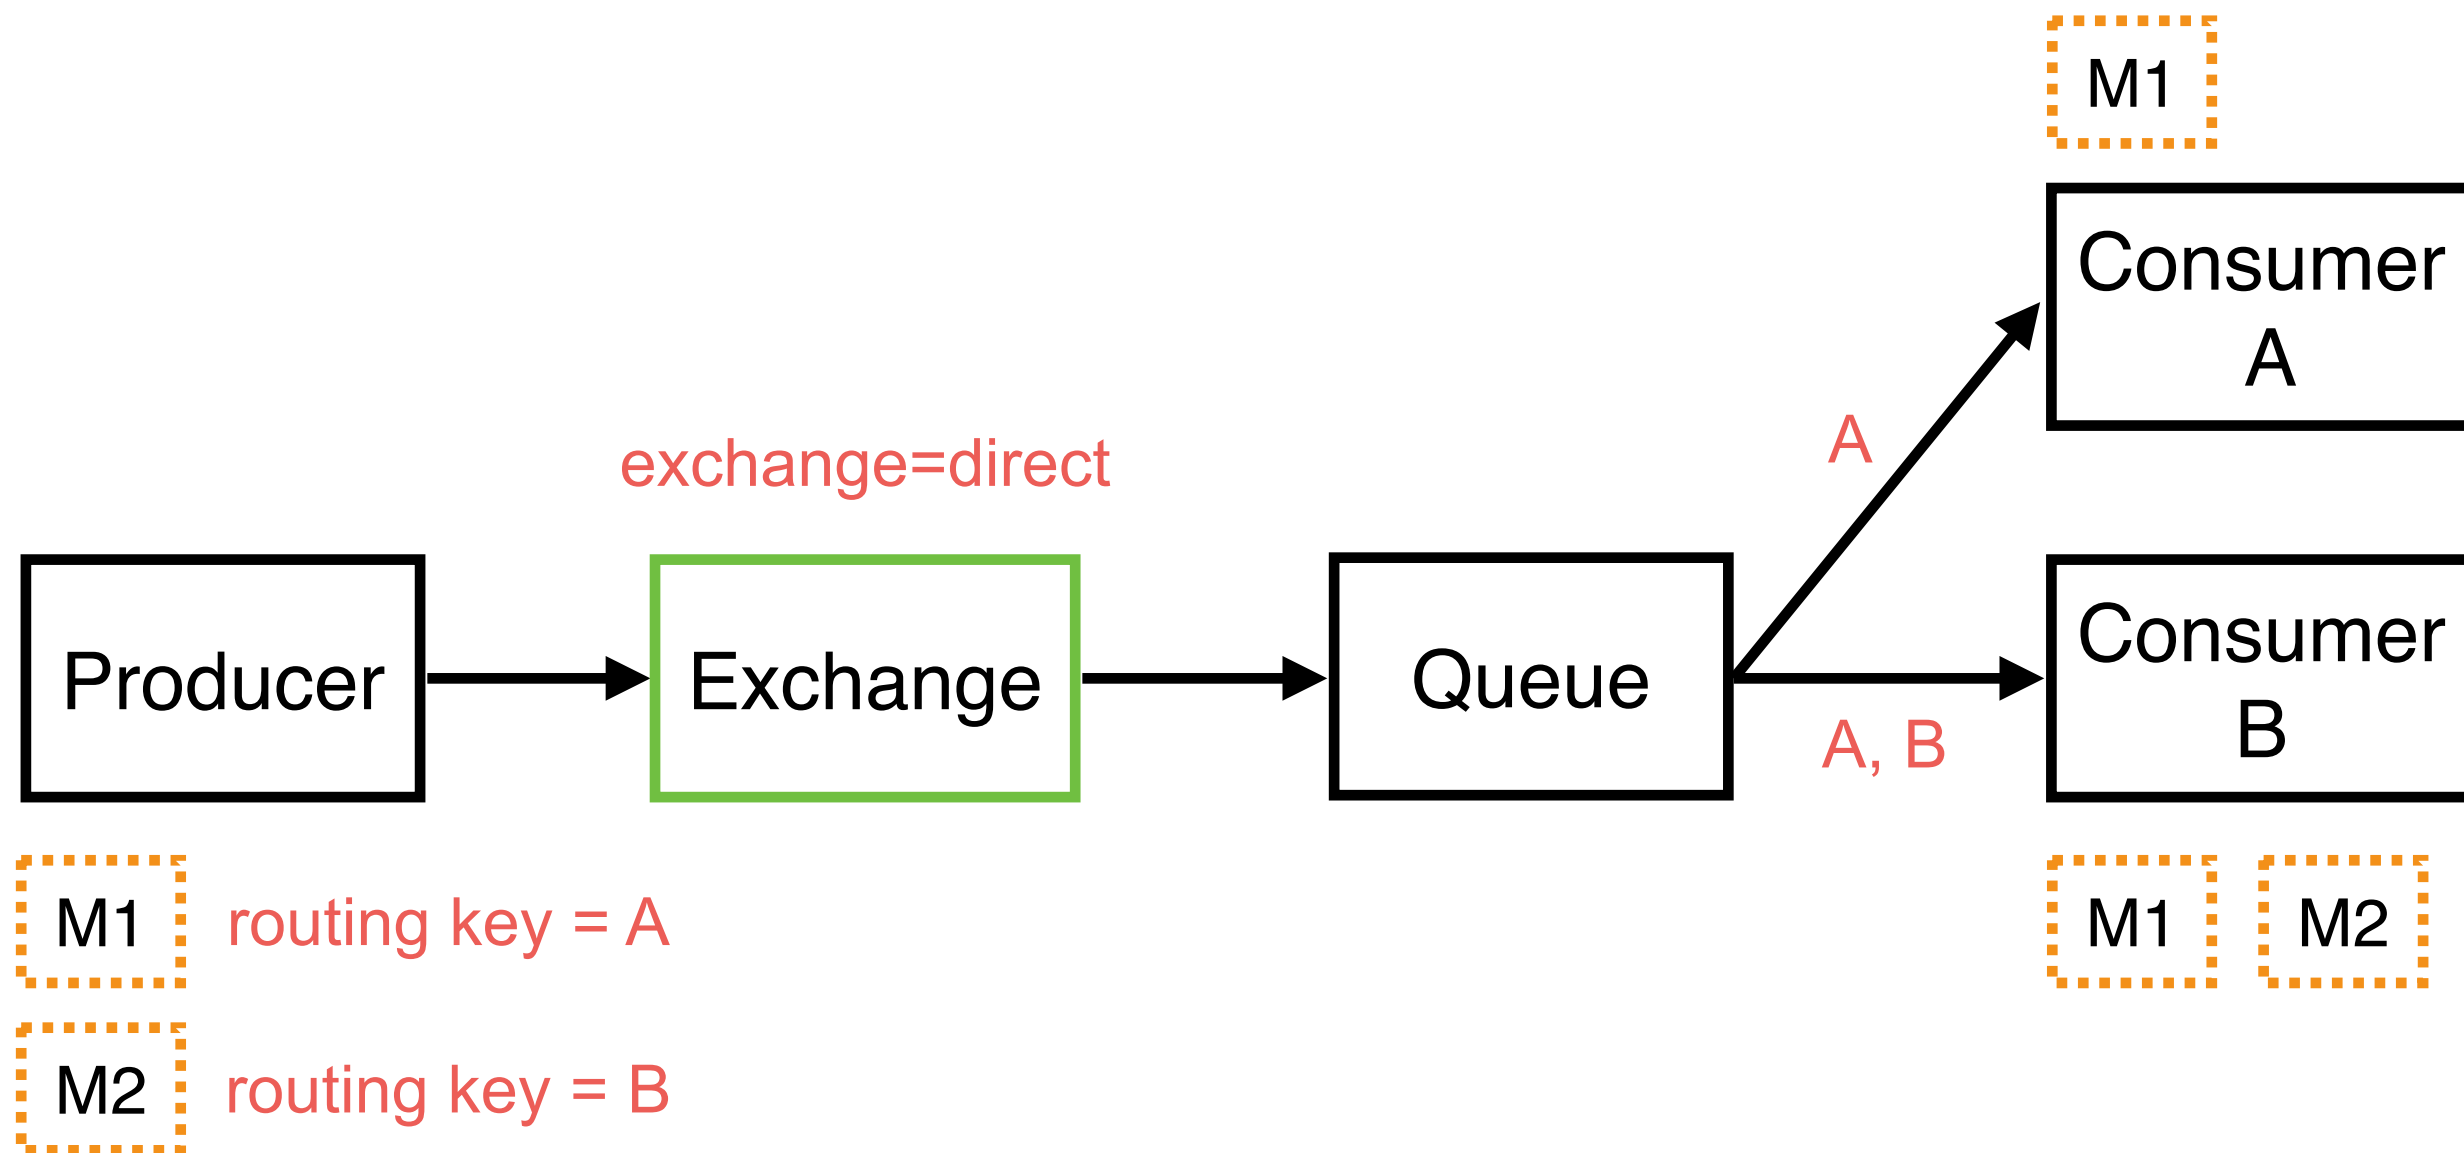 M1
Consumer
A
A
exchange=direct
Producer
Exchange
Queue
Consumer
B
A, B
M1
routing key = A
M1
M2
M2
routing key = B